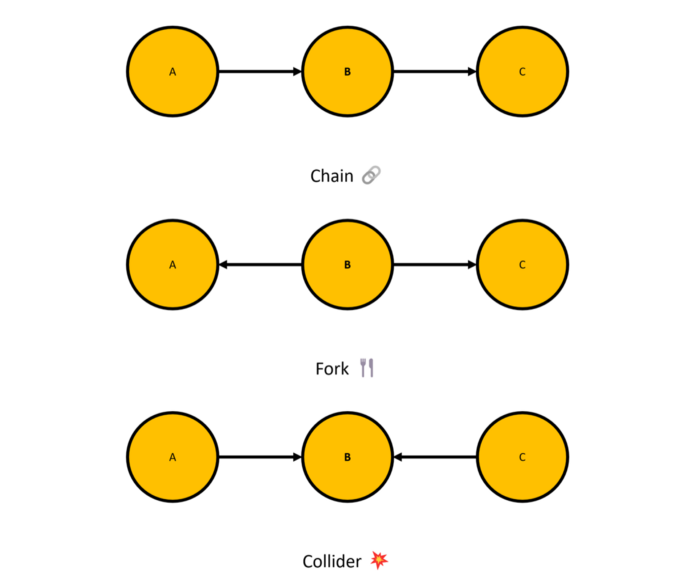 A B C
Chain 🔗
A B C
Fork 🍴
A B C
Collider 💥